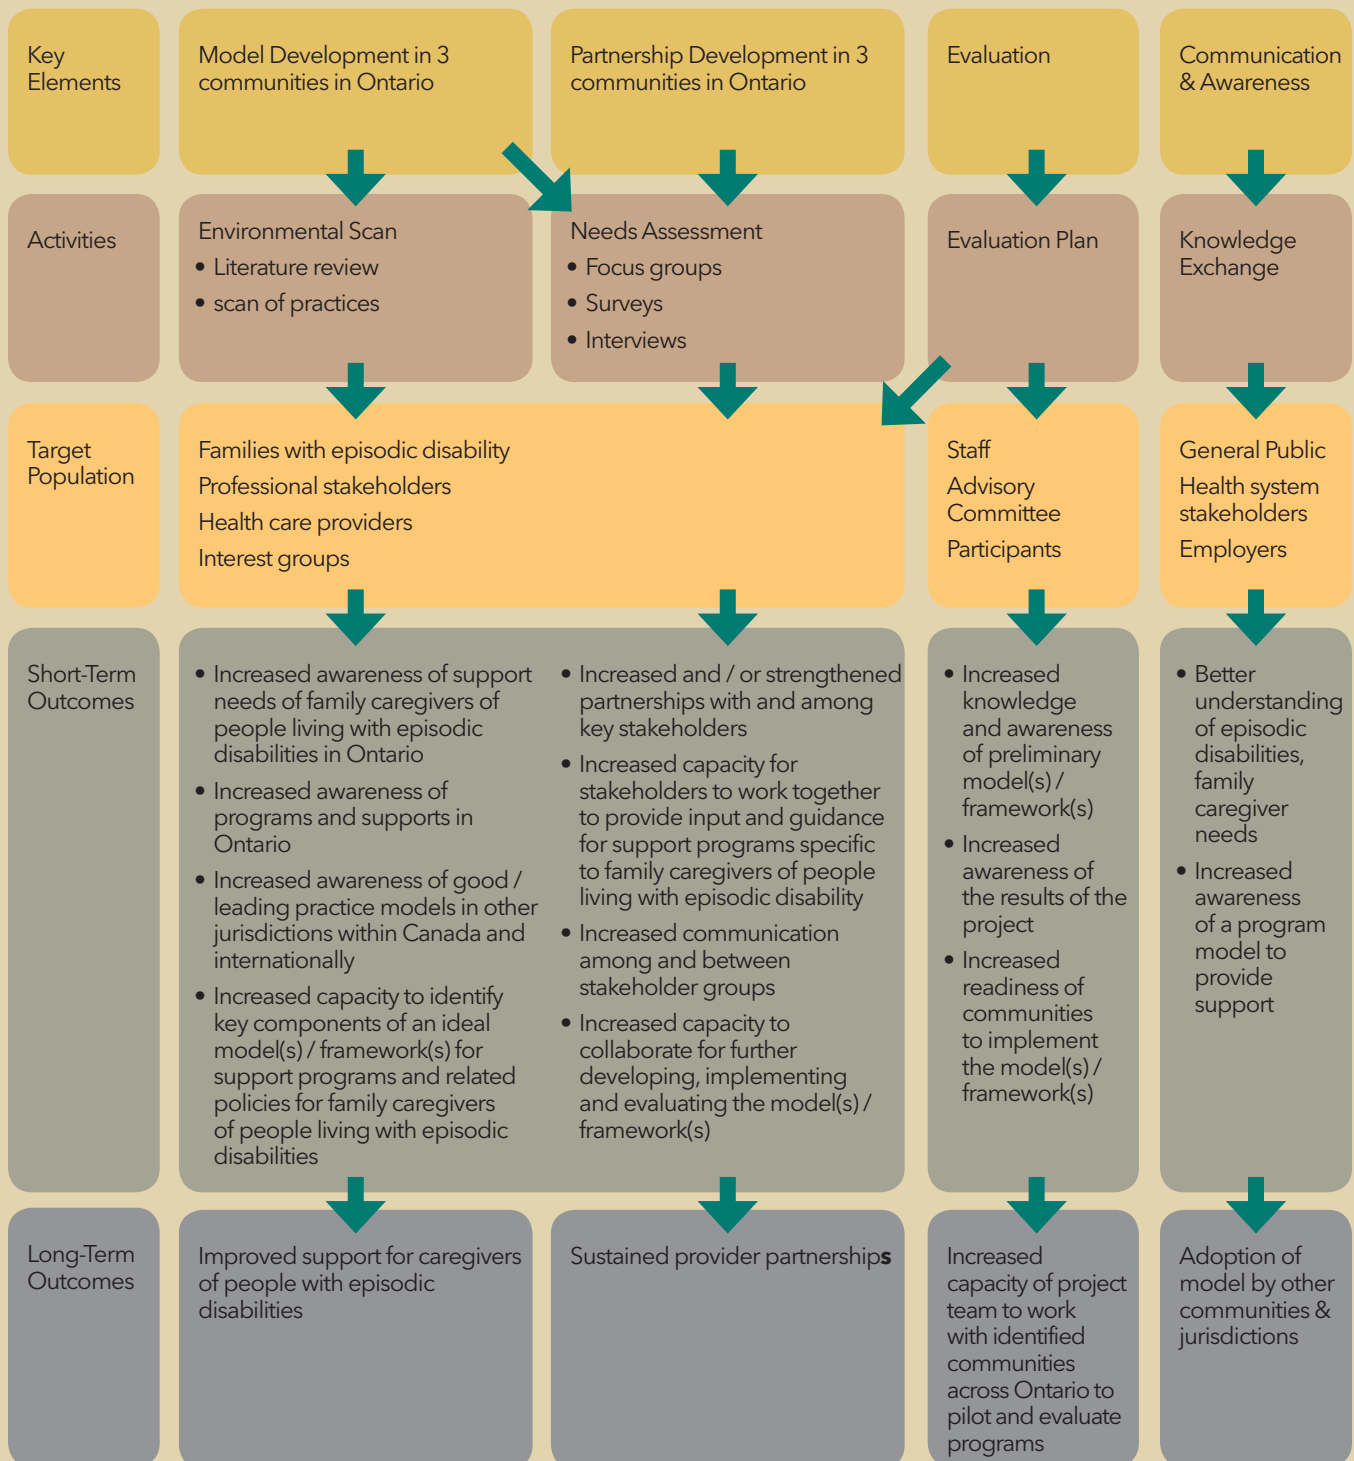 Key
Elements
Model Development in 3
communities in Ontario
Partnership Development in 3
communities in Ontario
Evaluation
Communication
& Awareness
Activities
Environmental Scan
• Literature review
• scan of practices
Needs Assessment
• Focus groups
• Surveys
• Interviews
Evaluation Plan
Knowledge
Exchange
Target
Population
Families with episodic disability
Professional stakeholders
Health care providers
Interest groups
Staff
Advisory
Committee
Participants
General Public
Health system
stakeholders
Employers
Short-Term
Outcomes
• Increased awareness of support
needs of family caregivers of
people living with episodic
disabilities in Ontario
• Increased awareness of
programs and supports in
Ontario
• Increased awareness of good /
leading practice models in other
jurisdictions within Canada and
internationally
• Increased capacity to identify
key components of an ideal
model(s) / framework(s) for
support programs and related
policies for family caregivers
of people living with episodic
disabilities
• Increased and / or strengthened
partnerships with and among
key stakeholders
• Increased capacity for
stakeholders to work together
to provide input and guidance
for support programs specific
to family caregivers of people
living with episodic disability
• Increased communication
among and between
stakeholder groups
• Increased capacity to
collaborate for further
developing, implementing
and evaluating the model(s) /
framework(s)
• Increased
knowledge
and awareness
of preliminary
model(s) /
framework(s)
• Increased
awareness of
the results of the
project
• Increased
readiness of
communities
to implement
the model(s) /
framework(s)
• Better
understanding
of episodic
disabilities,
family
caregiver
needs
• Increased
awareness
of a program
model to
provide
support
Long-Term
Outcomes
Improved support for caregivers
of people with episodic
disabilities
Sustained provider partnerships
Increased
capacity of project
team to work
with identified
communities
across Ontario to
pilot and evaluate
programs
Adoption of
model by other
communities &
jurisdictions